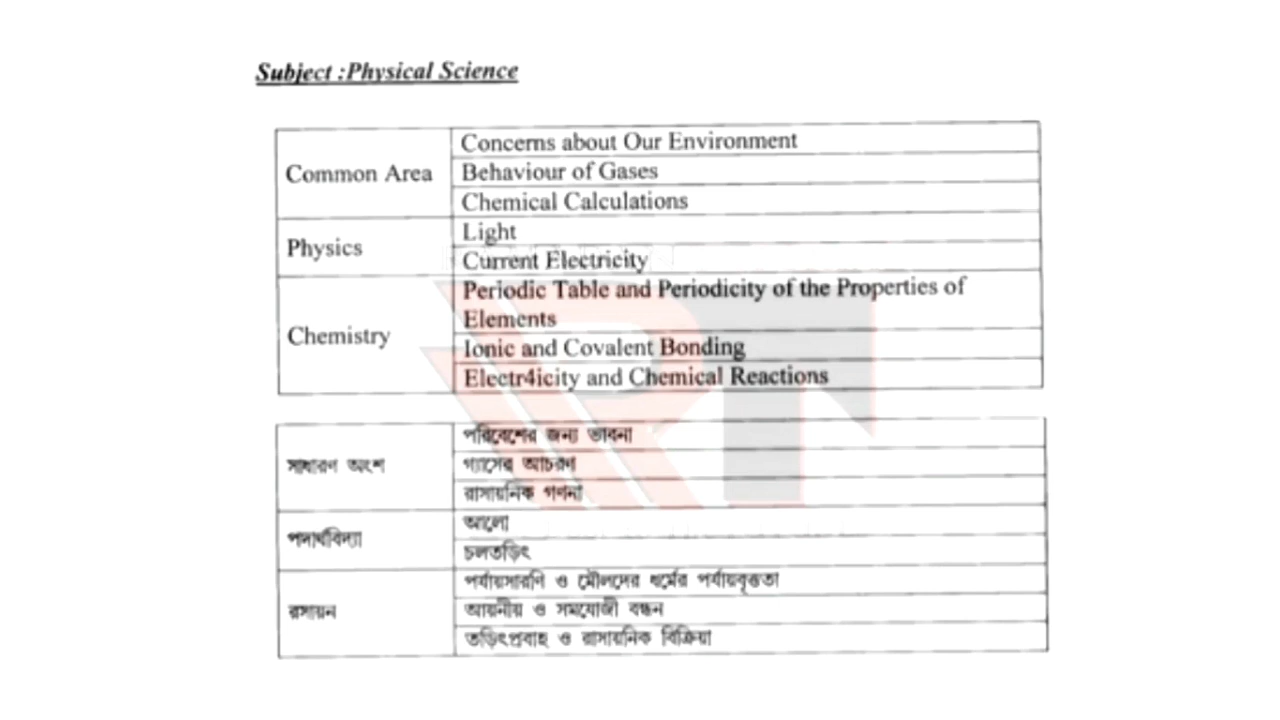 Subject :Physical Science
Common Area
Concerns about Our Environment
Behaviour of Gases
Chemical Calculations
Physics
Light
Current Electricity
Chemistry
Periodic Table and Periodicity of the Properties of
Elements
Ionic and Covalent Bonding
Electr4icity and Chemical Reactions
সাধারণ অংশ
পরিবেশের জন্য ভাবনা
গ্যাসের আচরণ
রাসায়নিক গণনা
পদার্থবিদ্যা
আলো
চলতড়িৎ
রসায়ন
পর্যায়সারণি ও মৌলদের ধর্মের পর্যায়বৃত্ততা
আয়নীয় ও সমযোজী বন্ধন
তড়িৎপ্রবাহ ও রাসায়নিক বিক্রিয়া